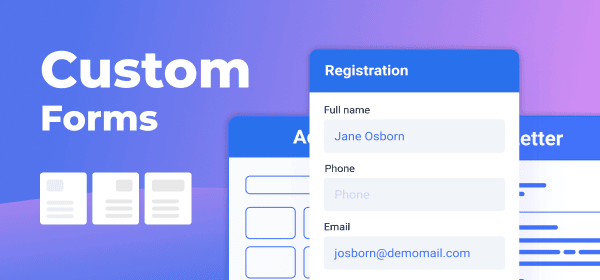 Custom
Forms
Registration
Full name
Jane Osborn
Phone
Phone
Email
josborn@demomail.com